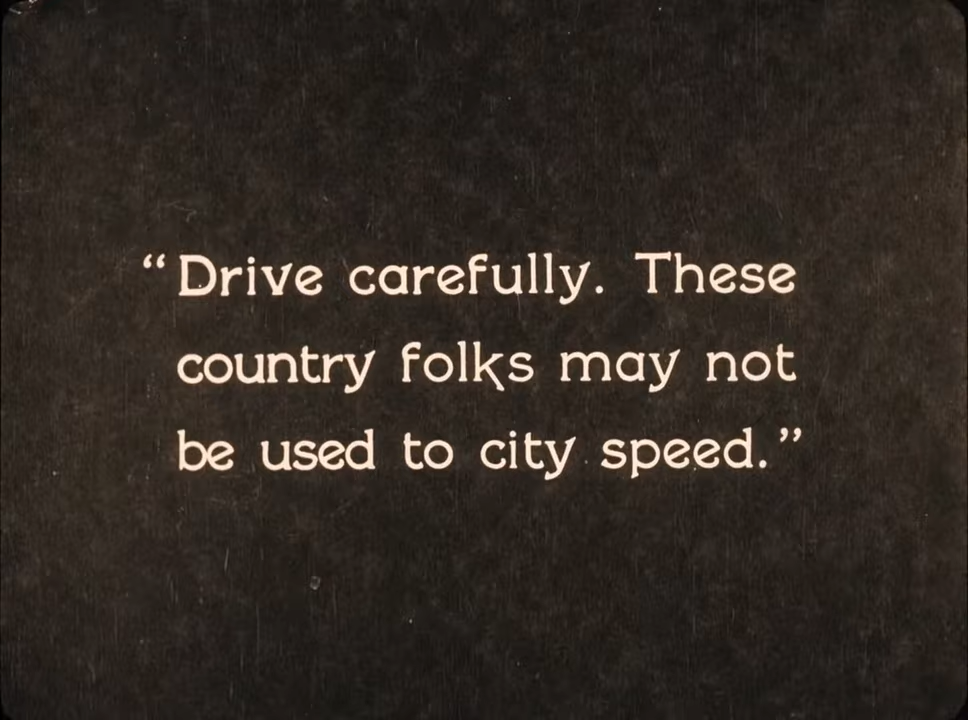 “Drive carefully. These
country folks may not
be used to city speed.”